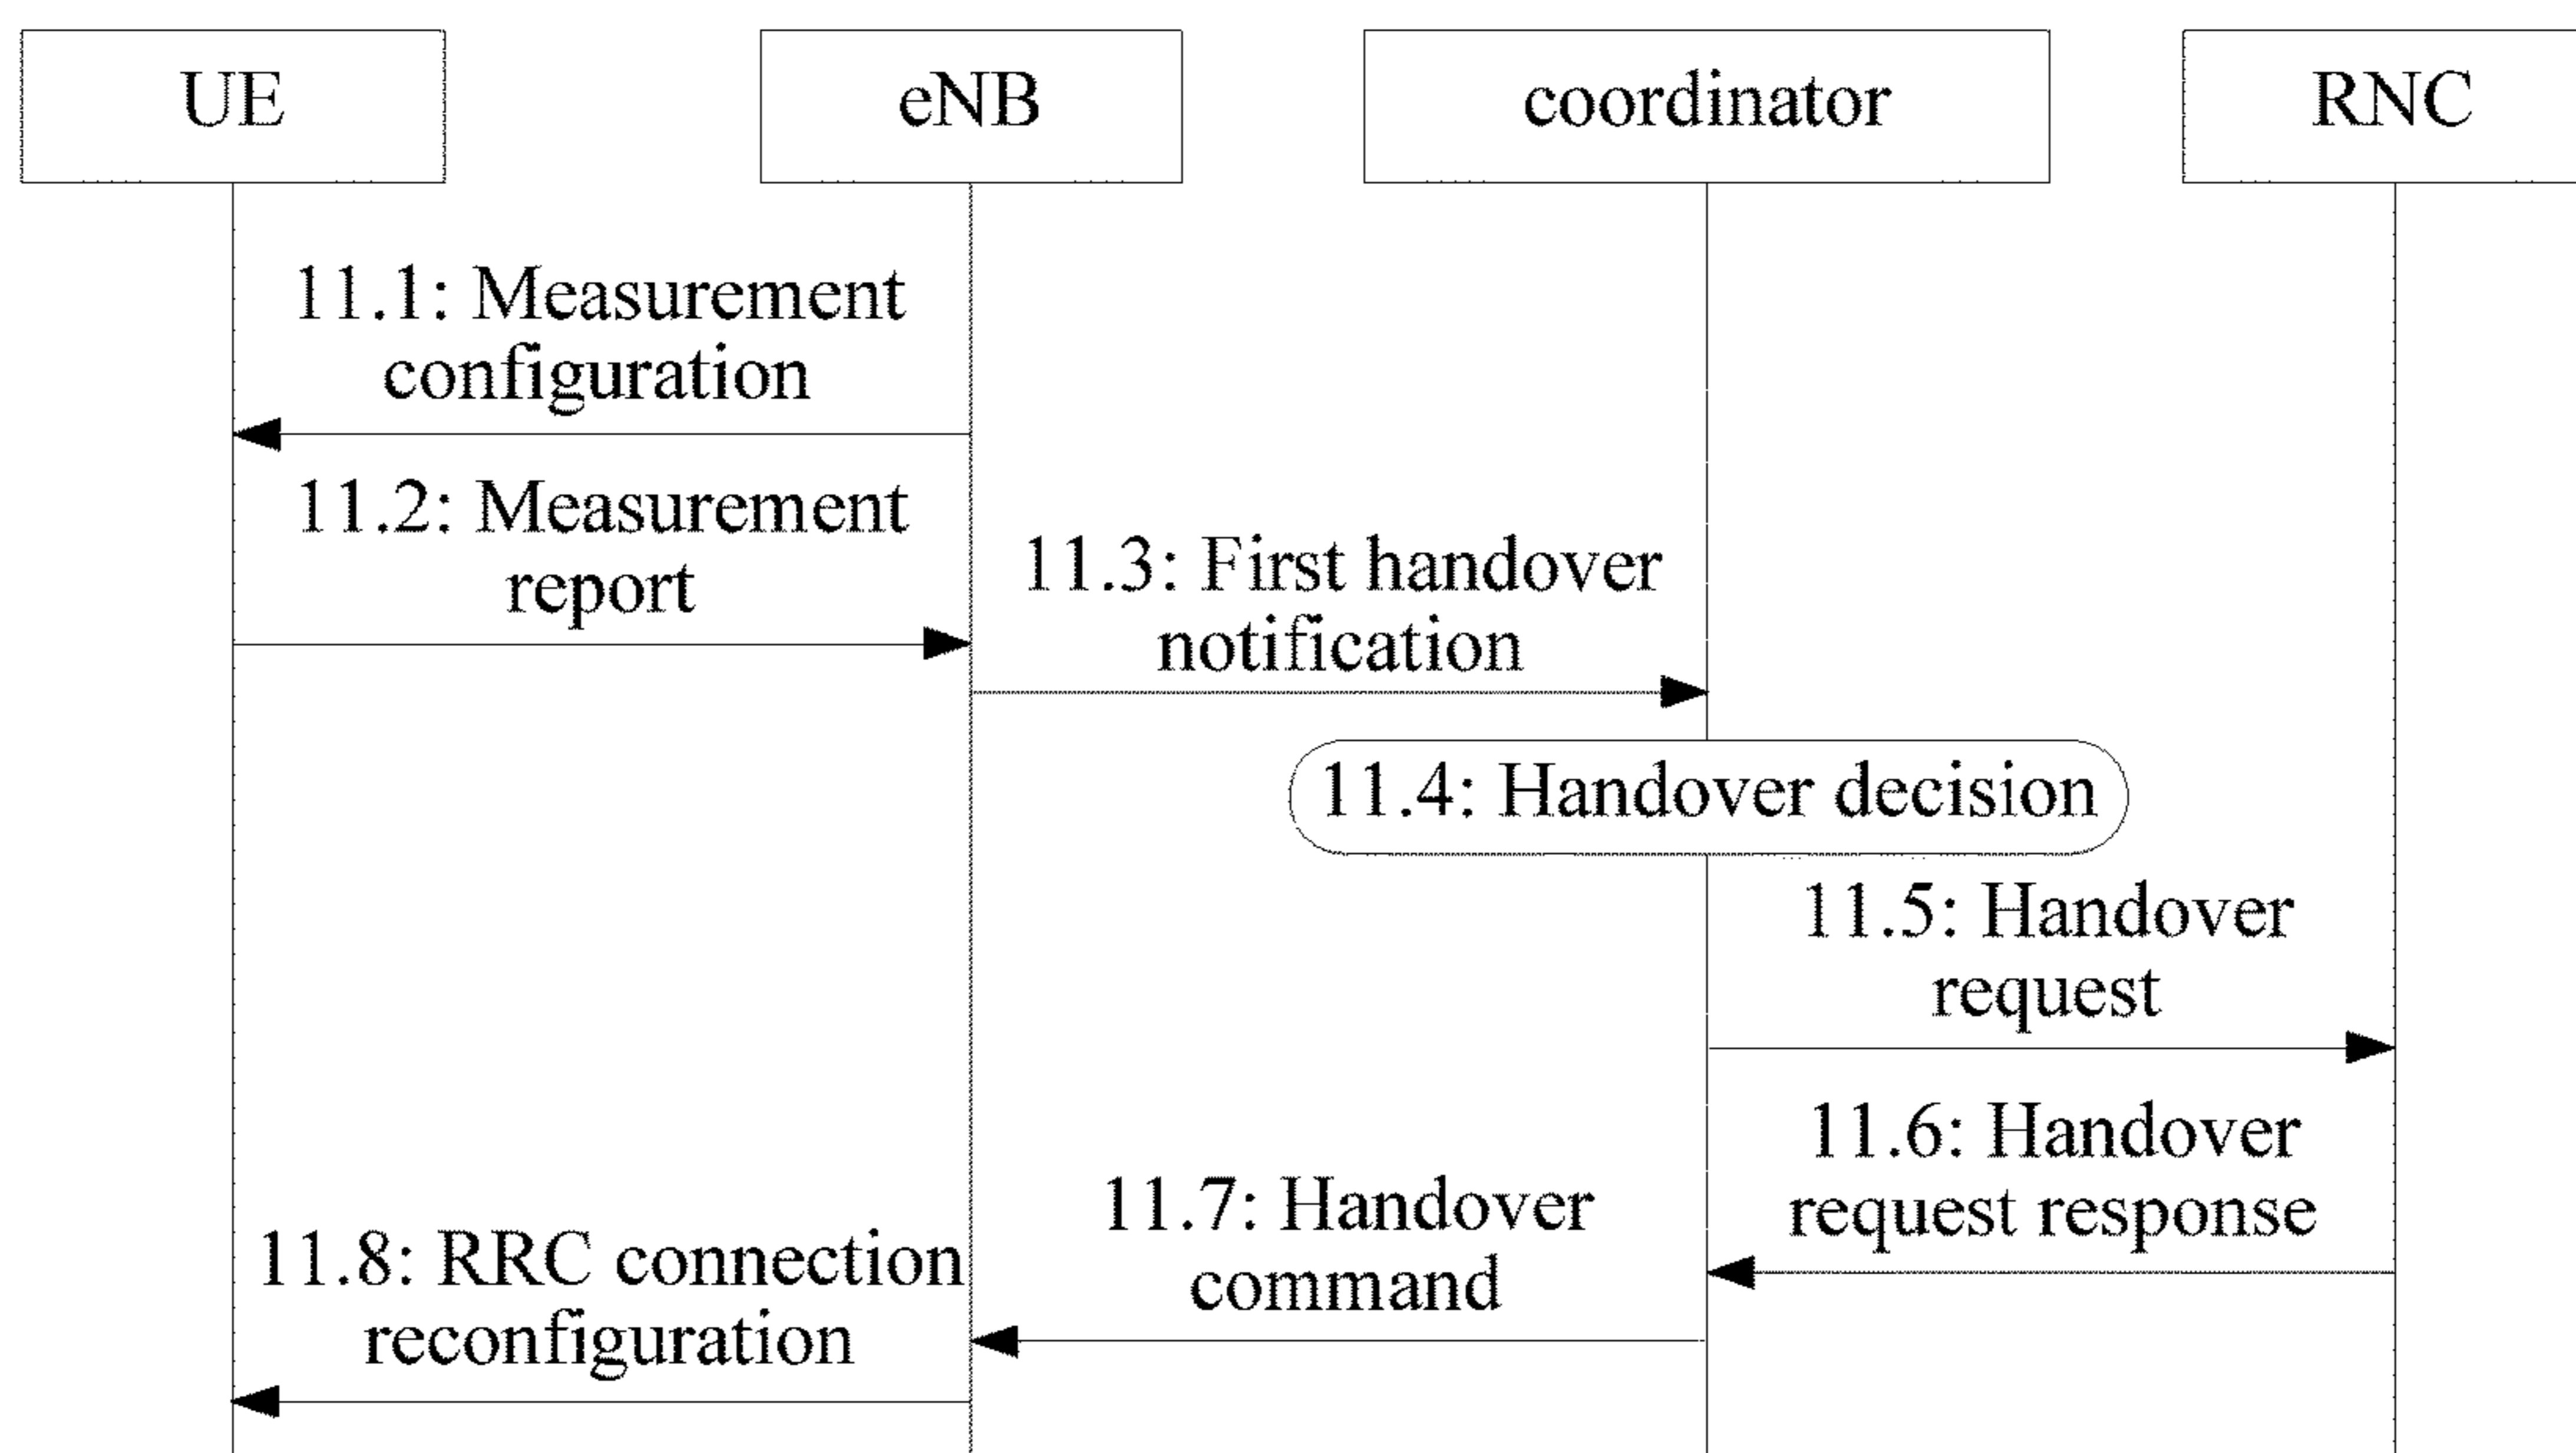 UE
eNB
coordinator
RNC
11.1: Measurement
configuration
11.2: Measurement
report
11.3: First handover
notification
11.4: Handover decision
11.5: Handover
request
11.6: Handover
request response
11.7: Handover
command
11.8: RRC connection
reconfiguration